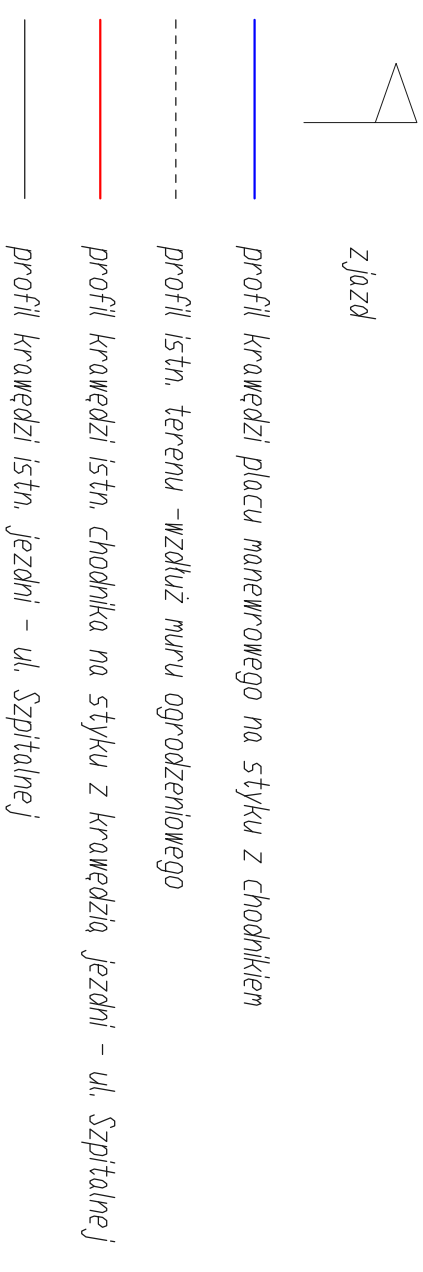 zjazd
profil krawędzi placu manewrowego na styku z chodnikiem
profil istn. terenu -wzdłuż muru ogrodzeniowego
profil krawędzi istn. chodnika na styku z krawędzią jezdni - ul. Szpitalnej
profil krawędzi istn. jezdni - ul. Szpitalnej